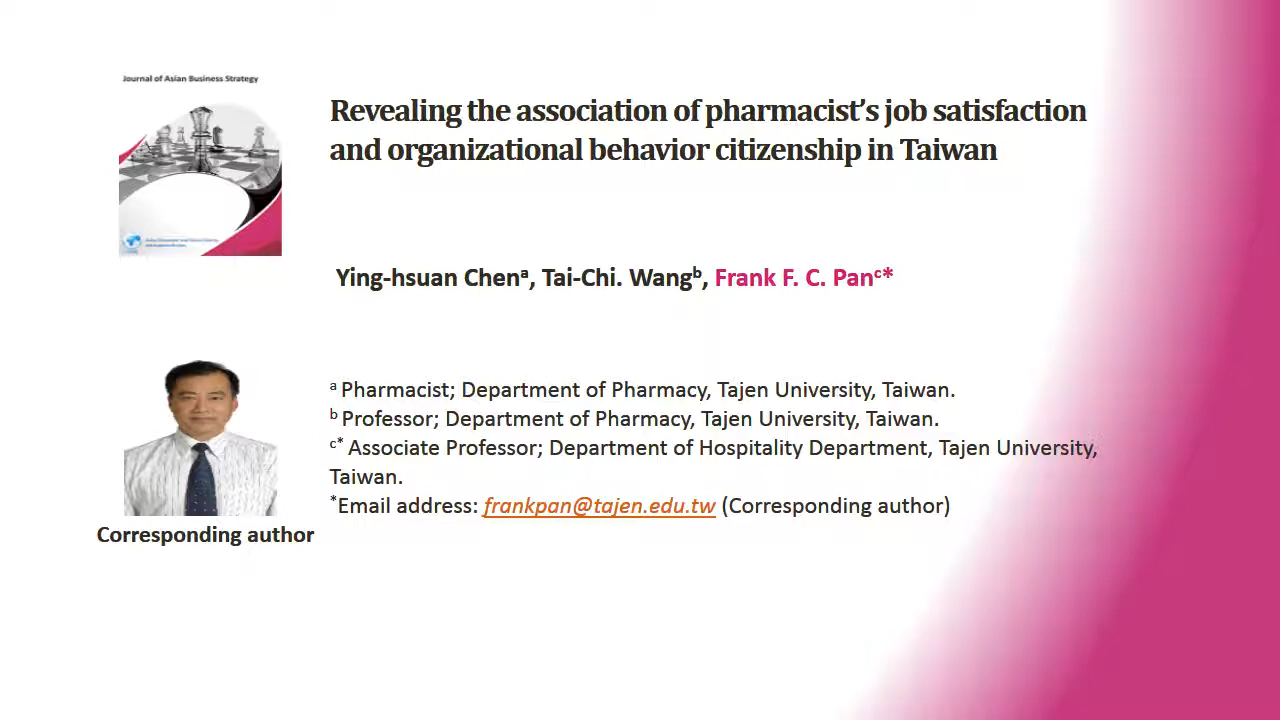 Journal of Asian Business Strategy
Revealing the association of pharmacist's job satisfaction
and organizational behavior citizenship in Taiwan
Ying-hsuan Chenᵃ, Tai-Chi. Wangᵇ, Frank F. C. Panᶜ*
ᵃ Pharmacist; Department of Pharmacy, Tajen University, Taiwan.
ᵇ Professor; Department of Pharmacy, Tajen University, Taiwan.
ᶜ* Associate Professor; Department of Hospitality Department, Tajen University,
Taiwan.
*Email address: frankpan@tajen.edu.tw (Corresponding author)
Corresponding author